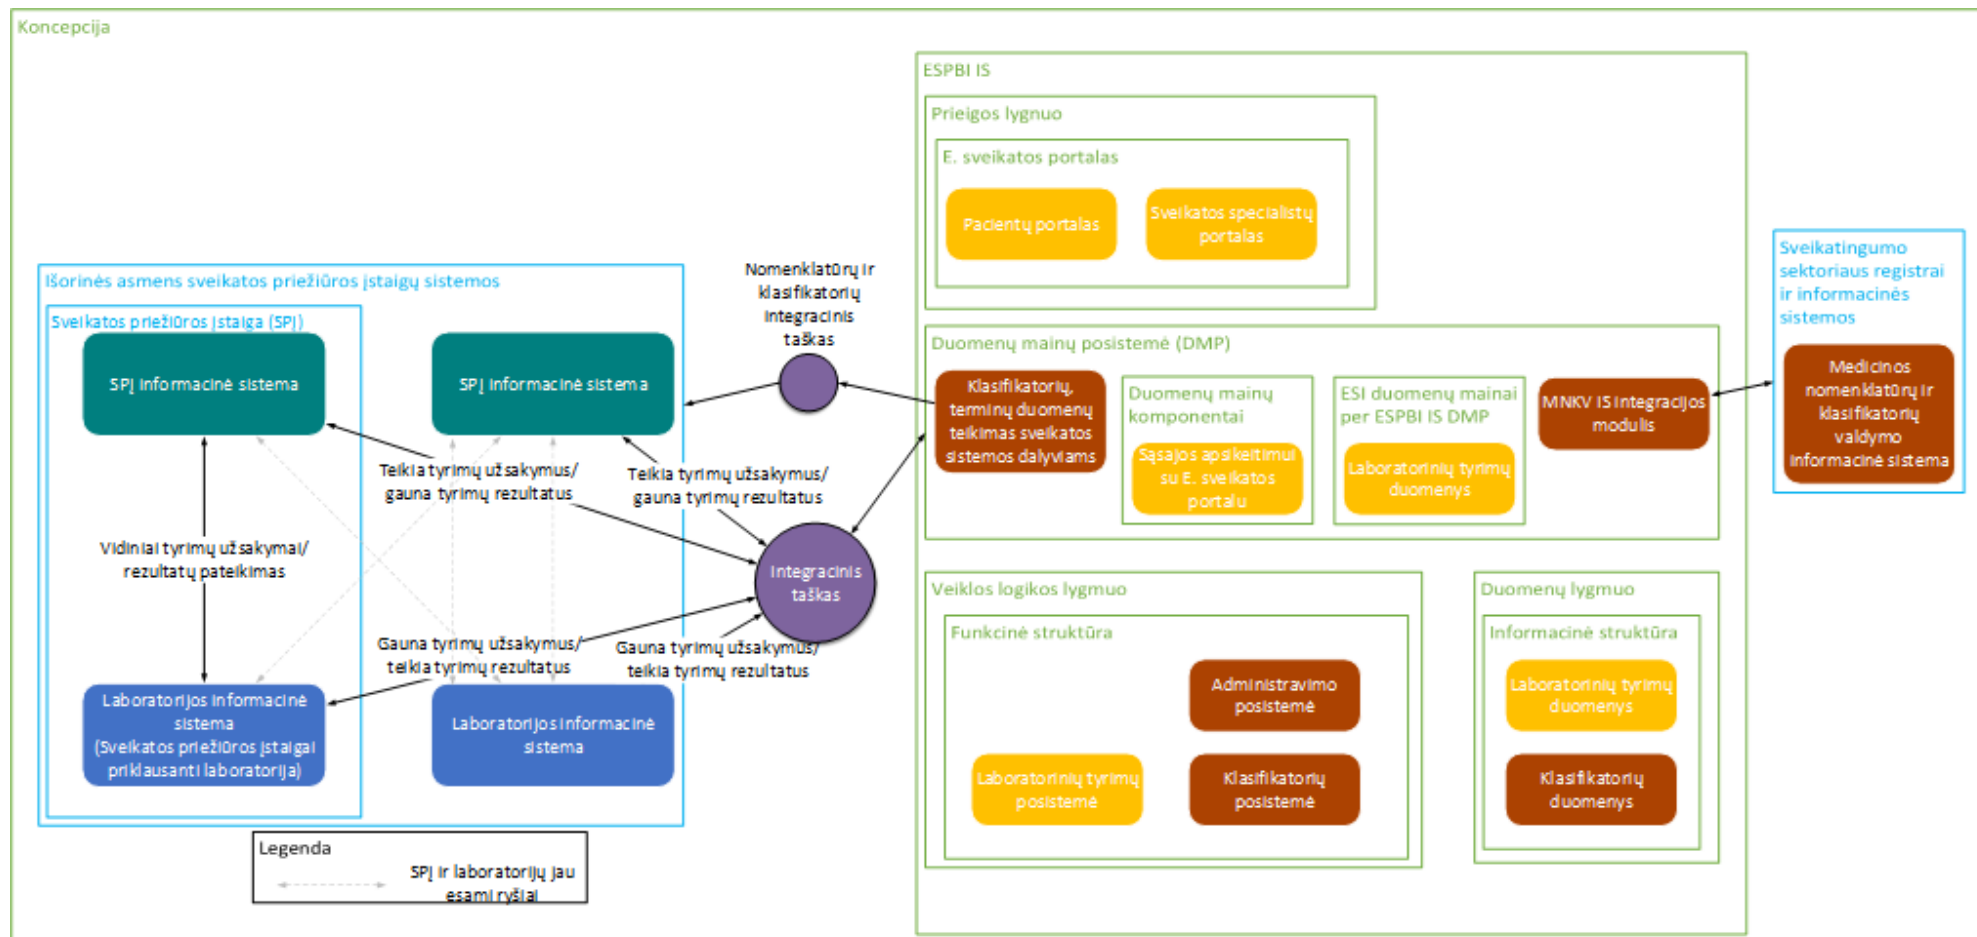 Koncepcija
ESPBI IS
Prieigos lygnuo
E. sveikatos portalas
Pacientų portalas
Sveikatos specialistų
portalas
Sveikatingumo
sektoriaus registrai
ir informacinės
sistemos
Medicinos
nomenklatūrų ir
klasifikatorių
valdymo
informacinė sistema
Išorinės asmens sveikatos priežiūros įstaigų sistemos
Sveikatos priežiūros įstaiga (SPĮ)
SPĮ informacinė sistema
SPĮ informacinė sistema
Nomenklatūrų ir
klasifikatorių
integracinis
taškas
Duomenų mainų posistemė (DMP)
Klasifikatorių,
terminų duomenų
teikimas sveikatos
sistemos dalyviams
Duomenų mainų
komponentai
Sąsajos apsikeitimui
su E. sveikatos
portalu
ESI duomenų mainai
per ESPBI IS DMP
Laboratorinių tyrimų
duomenys
MNKV IS integracijos
modulis
Teikia tyrimų užsakymus/
gauna tyrimų rezultatus
Teikia tyrimų užsakymus/
gauna tyrimų rezultatus
Vidiniai tyrimų užsakymai/
rezultatų pateikimas
Integracinis
taškas
Gauna tyrimų užsakymus/
teikia tyrimų rezultatus
Gauna tyrimų užsakymus/
teikia tyrimų rezultatus
Laboratorijos informacinė
sistema
(Sveikatos priežiūros įstaigai
priklausanti laboratorija)
Laboratorijos informacinė
sistema
Veiklos logikos lygmuo
Funkcinė struktūra
Administravimo
posistemė
Laboratorinių tyrimų
posistemė
Klasifikatorių
posistemė
Duomenų lygmuo
Informacinė struktūra
Laboratorinių tyrimų
duomenys
Klasifikatorių
duomenys
Legenda
SPĮ ir laboratorijų jau
esami ryšiai